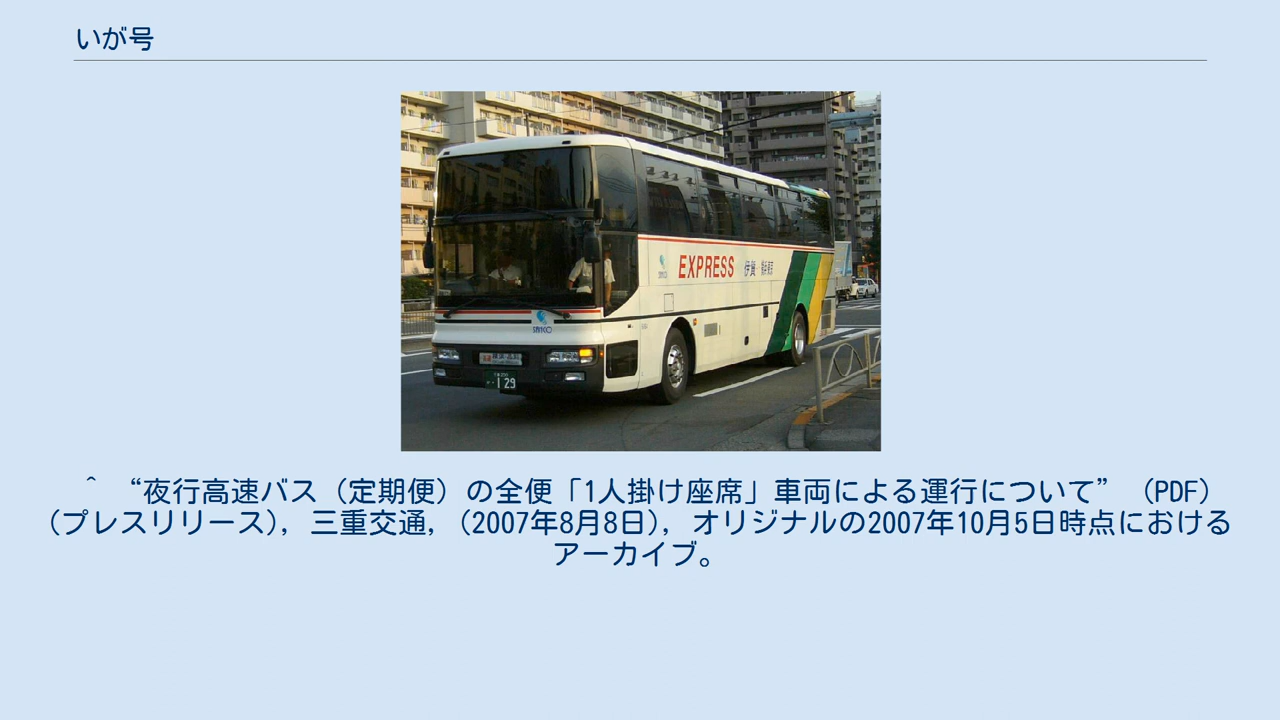 いが号
EXPRESS
SANCO
1 29
＾ “夜行高速バス（定期便）の全便「1人掛け座席」車両による運行について” （PDF）
（プレスリリース）, 三重交通, （2007年8月8日）, オリジナルの2007年10月5日時点における
アーカイブ。